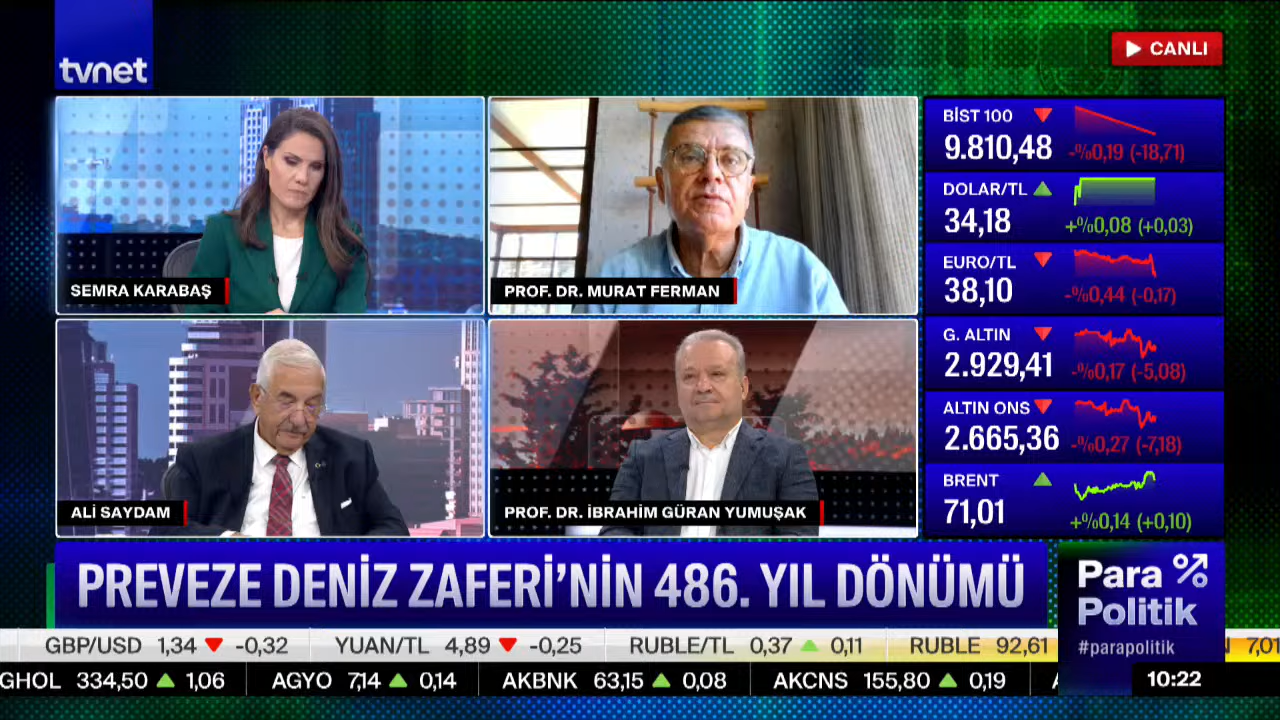 tvnet
CANLI
SEMRA KARABAŞ
PROF. DR. MURAT FERMAN
ALİ SAYDAM
PROF. DR. İBRAHİM GÜRAN YUMUŞAK
BİST 100
9.810,48 -%0,19 (-18,71)
DOLAR/TL
34,18 +%0,08 (+0,03)
EURO/TL
38,10 -%0,44 (-0,17)
G. ALTIN
2.929,41 -%0,17 (-5,08)
ALTIN ONS
2.665,36 -%0,27 (-7,18)
BRENT
71,01 +%0,14 (+0,10)
PREVEZE DENİZ ZAFERİ'NİN 486. YIL DÖNÜMÜ
Para %
Politik
#parapolitik
GBP/USD 1,34 -0,32 YUAN/TL 4,89 -0,25 RUBLE/TL 0,37 0,11 RUBLE 92,61 7,01
GHOL 334,50 1,06 AGYO 7,14 0,14 AKBNK 63,15 0,08 AKCNS 155,80 0,19
10:22